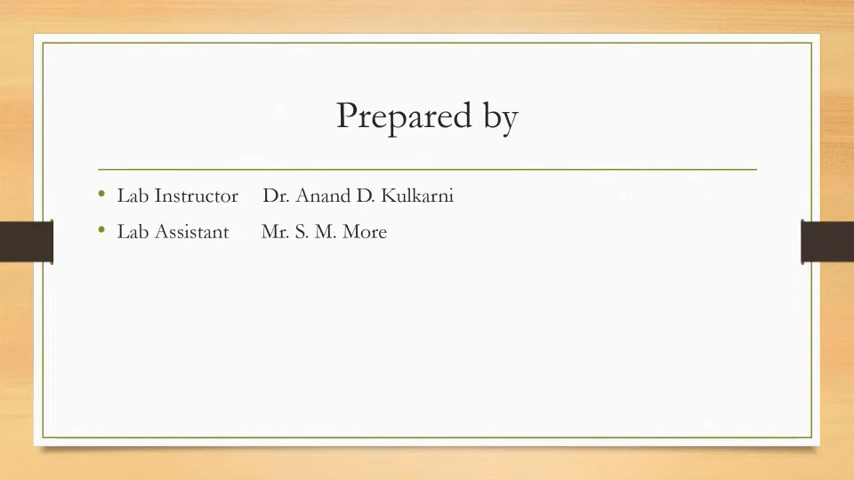 Prepared by
• Lab Instructor Dr. Anand D. Kulkarni
• Lab Assistant Mr. S. M. More